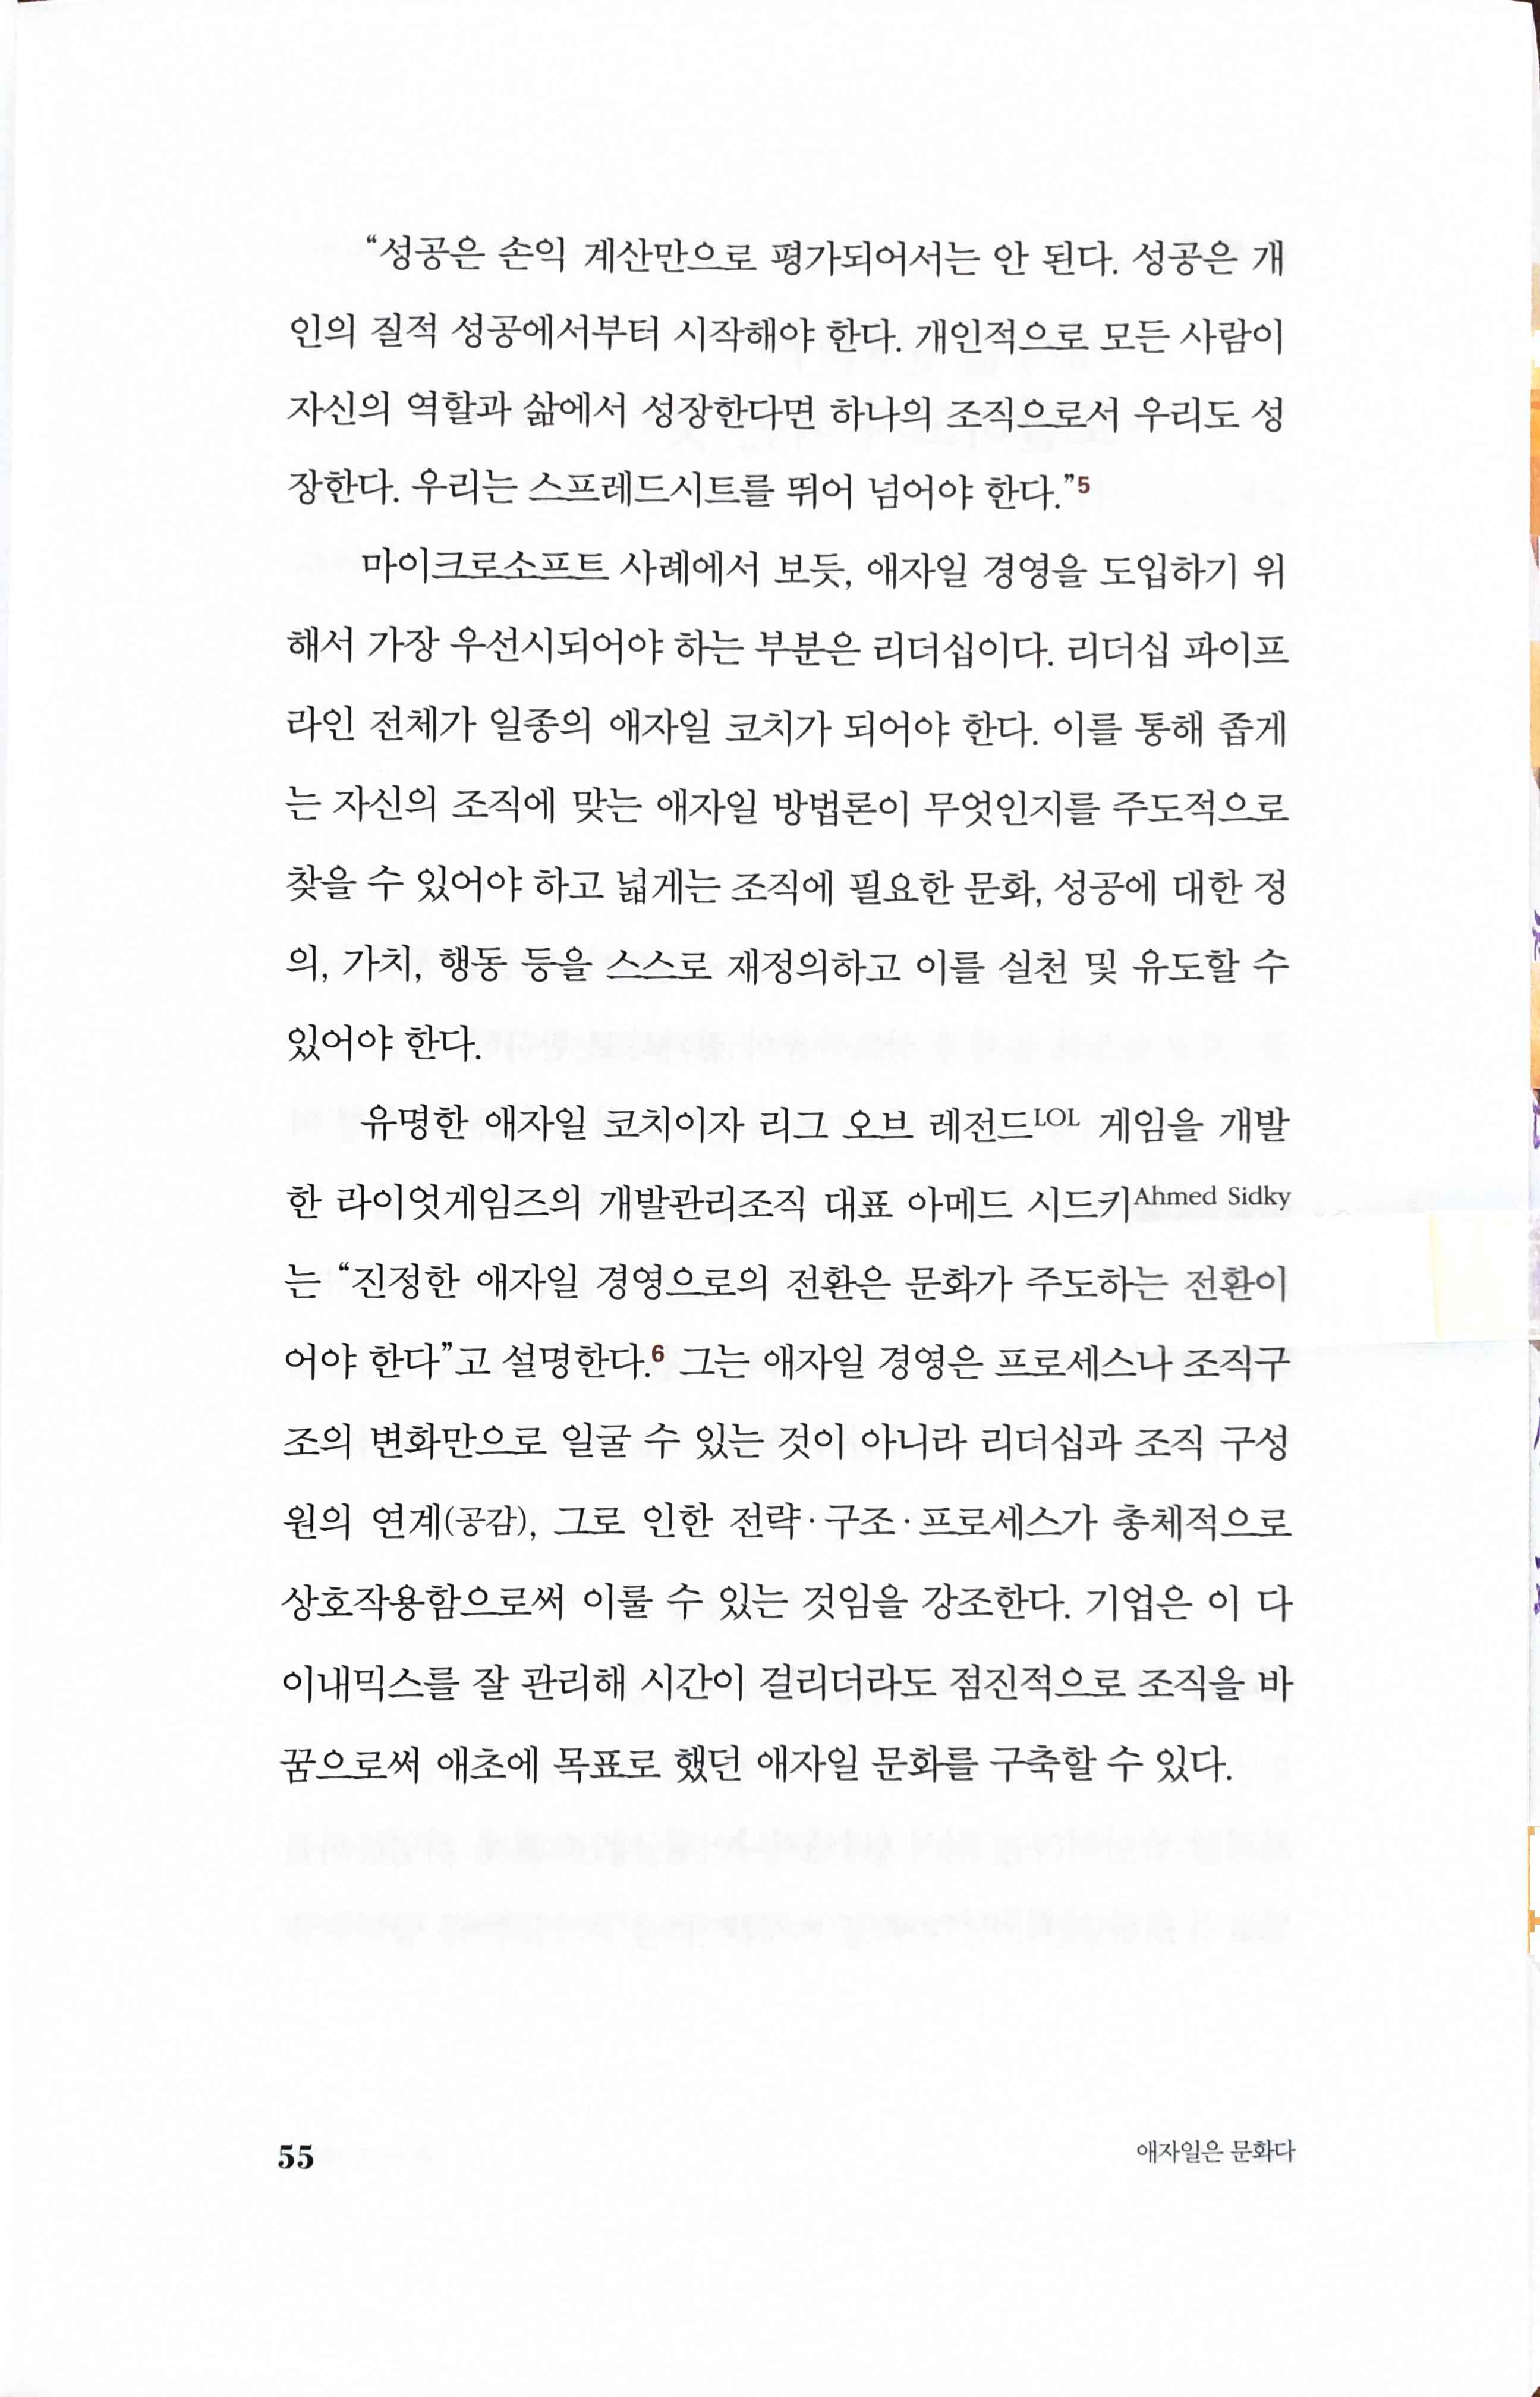 “성공은 손익 계산만으로 평가되어서는 안 된다. 성공은 개
인의 질적 성공에서부터 시작해야 한다. 개인적으로 모든 사람이
자신의 역할과 삶에서 성장한다면 하나의 조직으로서 우리도 성
장한다. 우리는 스프레드시트를 뛰어 넘어야 한다.”5
마이크로소프트 사례에서 보듯, 애자일 경영을 도입하기 위
해서 가장 우선시되어야 하는 부분은 리더십이다. 리더십 파이프
라인 전체가 일종의 애자일 코치가 되어야 한다. 이를 통해 좁게
는 자신의 조직에 맞는 애자일 방법론이 무엇인지를 주도적으로
찾을 수 있어야 하고 넓게는 조직에 필요한 문화, 성공에 대한 정
의, 가치, 행동 등을 스스로 재정의하고 이를 실천 및 유도할 수
있어야 한다.
유명한 애자일 코치이자 리그 오브 레전드LOL 게임을 개발
한 라이엇게임즈의 개발관리조직 대표 아메드 시드키Ahmed Sidky
는 “진정한 애자일 경영으로의 전환은 문화가 주도하는 전환이
어야 한다”고 설명한다.6 그는 애자일 경영은 프로세스나 조직구
조의 변화만으로 일굴 수 있는 것이 아니라 리더십과 조직 구성
원의 연계(공감), 그로 인한 전략·구조·프로세스가 총체적으로
상호작용함으로써 이룰 수 있는 것임을 강조한다. 기업은 이 다
이내믹스를 잘 관리해 시간이 걸리더라도 점진적으로 조직을 바
꿈으로써 애초에 목표로 했던 애자일 문화를 구축할 수 있다.
55
애자일은 문화다